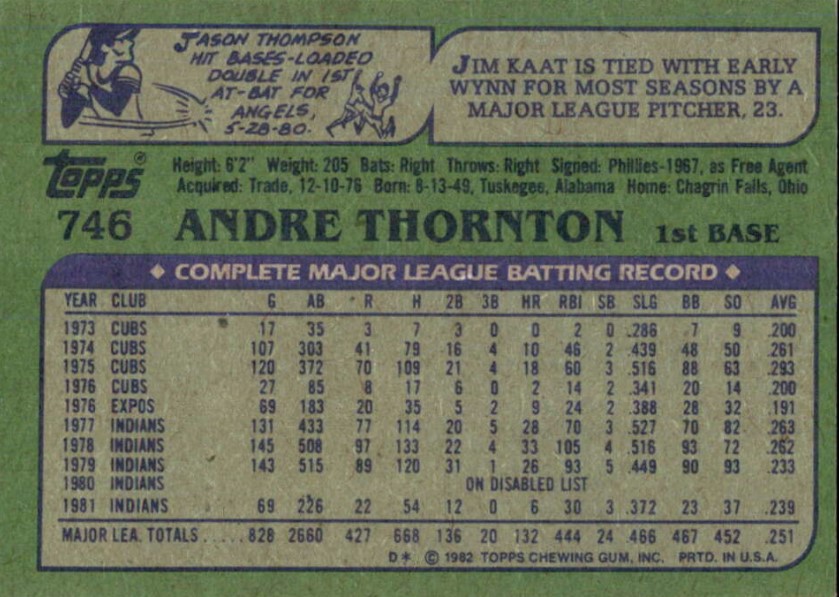 JASON THOMPSON
HIT BASES-LOADED
DOUBLE IN 1ST
AT-BAT FOR
ANGELS,
5-28-80.
JIM KAAT IS TIED WITH EARLY
WYNN FOR MOST SEASONS BY A
MAJOR LEAGUE PITCHER, 23.
TOPPS®
Height: 6'2" Weight: 205 Bats: Right Throws: Right Signed: Phillies-1967, as Free Agent
Acquired: Trade, 12-10-76 Born: 8-13-49, Tuskegee, Alabama Home: Chagrin Falls, Ohio
746 ANDRE THORNTON 1st BASE
◆ COMPLETE MAJOR LEAGUE BATTING RECORD ◆
YEAR CLUB G AB R H 2B 3B HR RBI SB SLG BB SO AVG
1973 CUBS 17 35 3 7 3 0 0 2 0 .286 7 9 .200
1974 CUBS 107 303 41 79 16 4 10 46 2 .439 48 50 .261
1975 CUBS 120 372 70 109 21 4 18 60 3 .516 88 63 .293
1976 CUBS 27 85 8 17 6 0 2 14 2 .341 20 14 .200
1976 EXPOS 69 183 20 35 5 2 9 24 2 .388 28 32 .191
1977 INDIANS 131 433 77 114 20 5 28 70 3 .527 70 82 .263
1978 INDIANS 145 508 97 133 22 4 33 105 4 .516 93 72 .262
1979 INDIANS 143 515 89 120 31 1 26 93 5 .449 90 93 .233
1980 INDIANS ON DISABLED LIST
1981 INDIANS 69 226 22 54 12 0 6 30 3 .372 23 37 .239
MAJOR LEA. TOTALS.....828 2660 427 668 136 20 132 444 24 .466 467 452 .251
D* © 1982 TOPPS CHEWING GUM, INC. PRTD. IN U.S.A.